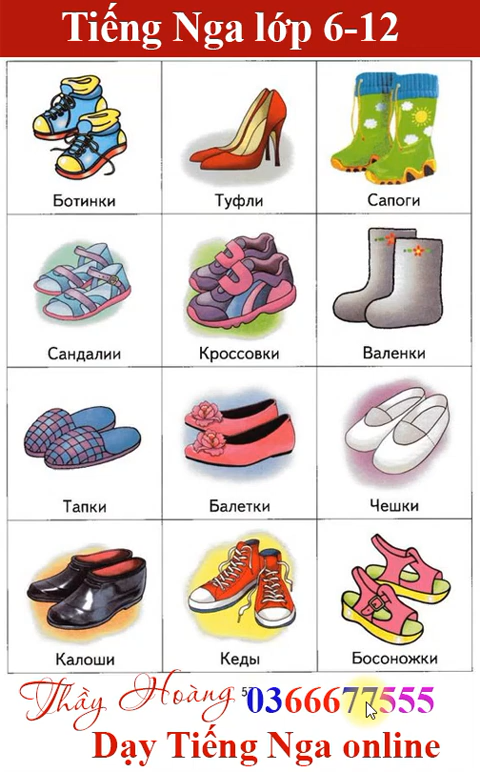 Tiếng Nga lớp 6-12
Ботинки Туфли Сапоги
Сандалии Кроссовки Валенки
Тапки Балетки Чешки
Калоши Кеды Босоножки
Thầy Hoàng 0366677555
Dạy Tiếng Nga online